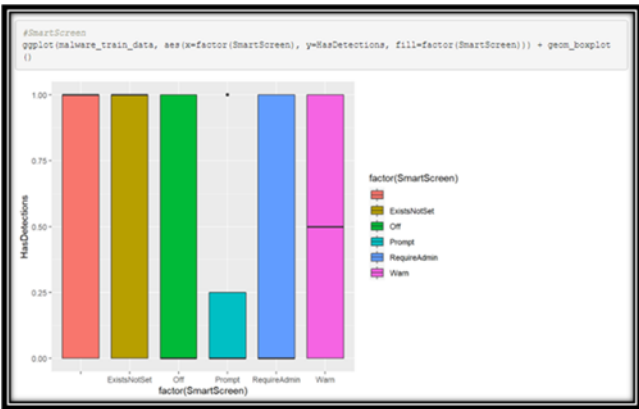 #SmartScreen
ggplot(malware_train_data, aes(x=factor(SmartScreen), y=HasDetections, fill=factor(SmartScreen))) + geom_boxplot
()
1.00
0.75
0.50
0.25
0.00
HasDetections
ExistsNotSet Off Prompt RequireAdmin Warn
factor(SmartScreen)
factor(SmartScreen)
ExistsNotSet
Off
Prompt
RequireAdmin
Warn